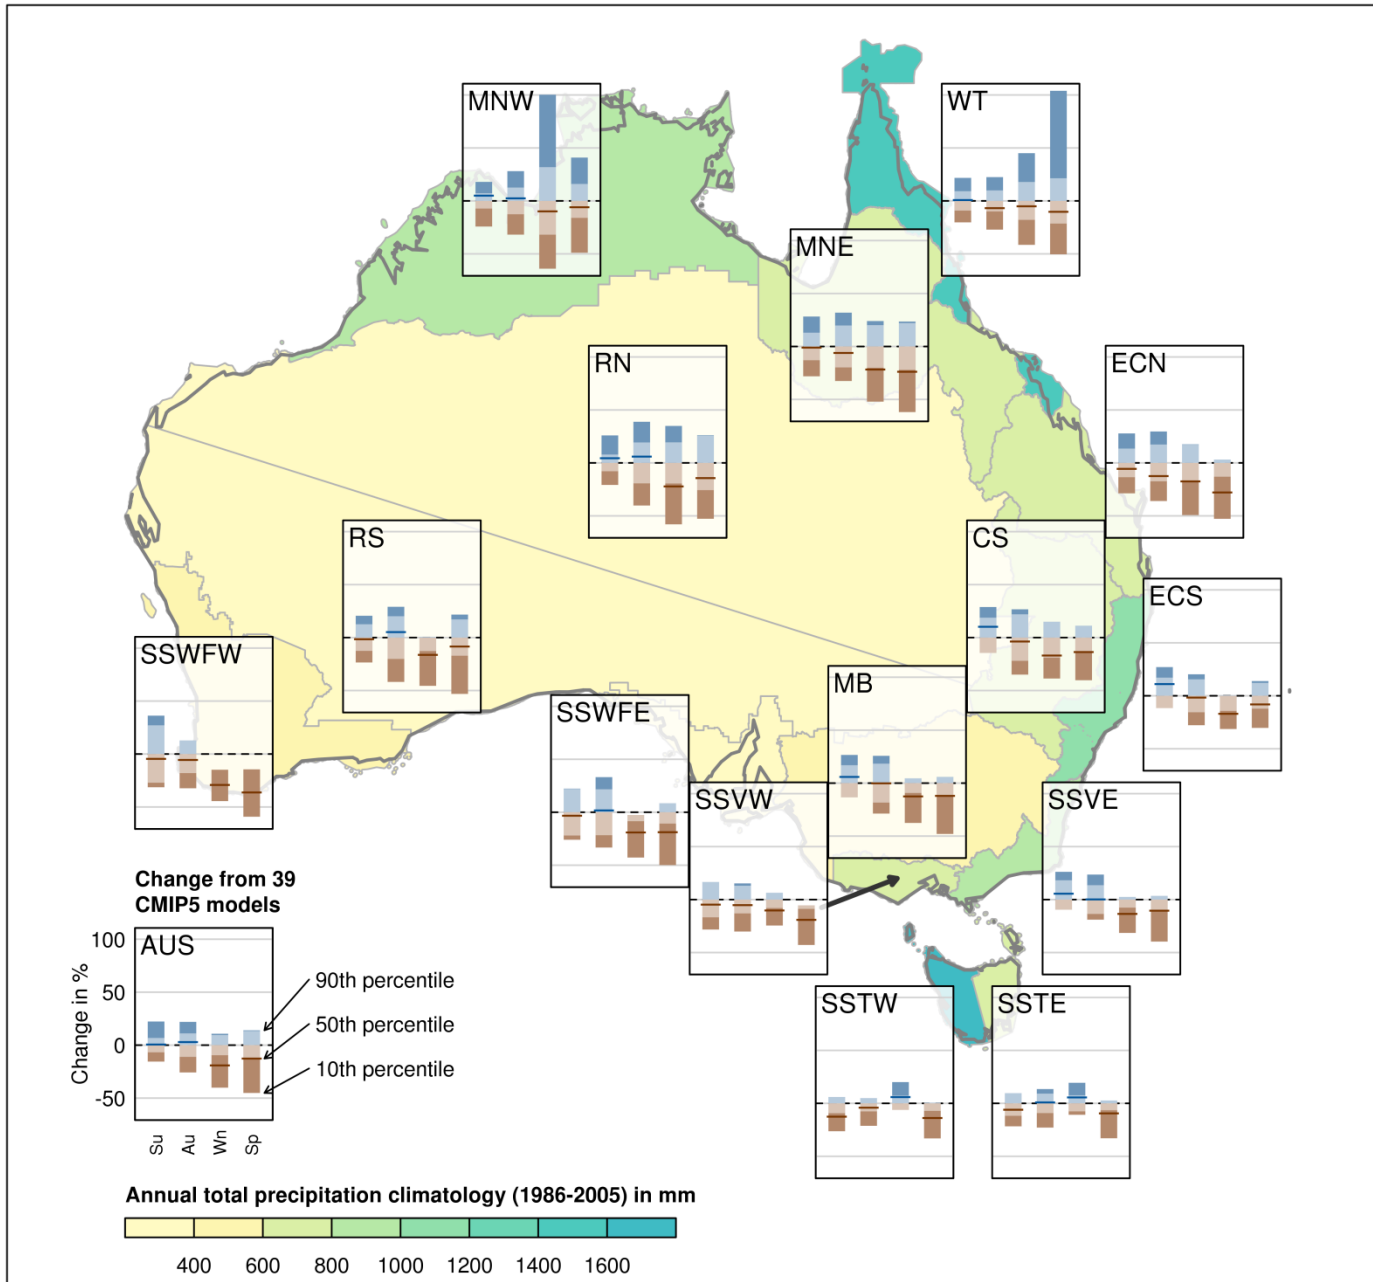 MNW
WT
MNE
RN
ECN
RS
CS
ECS
SSWFW
MB
SSWFE
SSVW
SSVE
Change from 39
CMIP5 models
AUS
100
50
0
-50
Change in %
90th percentile
50th percentile
10th percentile
Su
Au
Wn
Sp
SSTW
SSTE
Annual total precipitation climatology (1986-2005) in mm
400 600 800 1000 1200 1400 1600